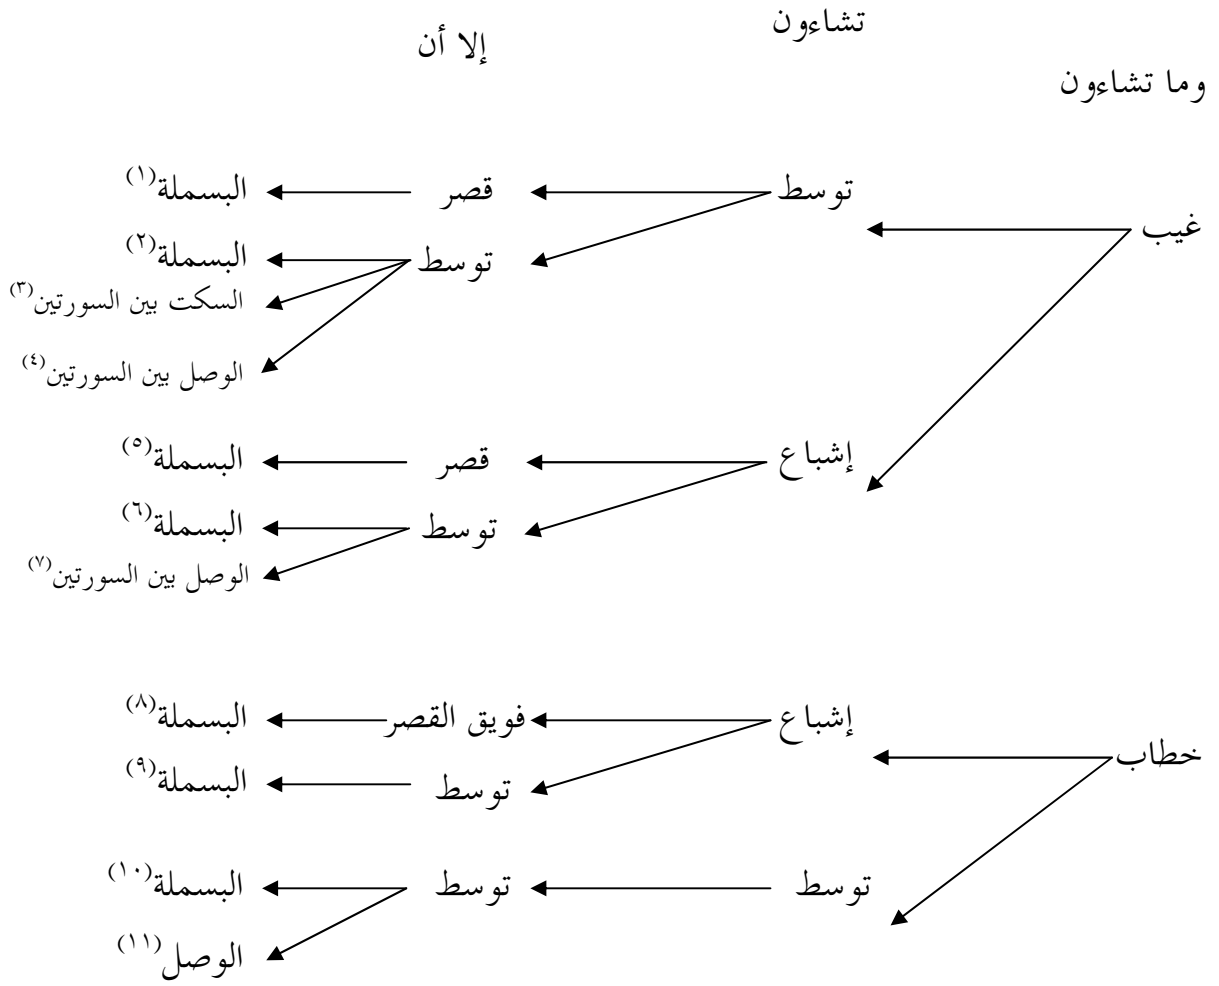 تشاءون
إلا أن
وما تشاءون
توسط قصر البسملة(١)
غيب
توسط البسملة(٢)
السكت بين السورتين(٣)
الوصل بين السورتين(٤)
إشباع قصر البسملة(٥)
توسط البسملة(٦)
الوصل بين السورتين(٧)
إشباع فويق القصر البسملة(٨)
خطاب
توسط البسملة(٩)
توسط توسط البسملة(١٠)
الوصل(١١)